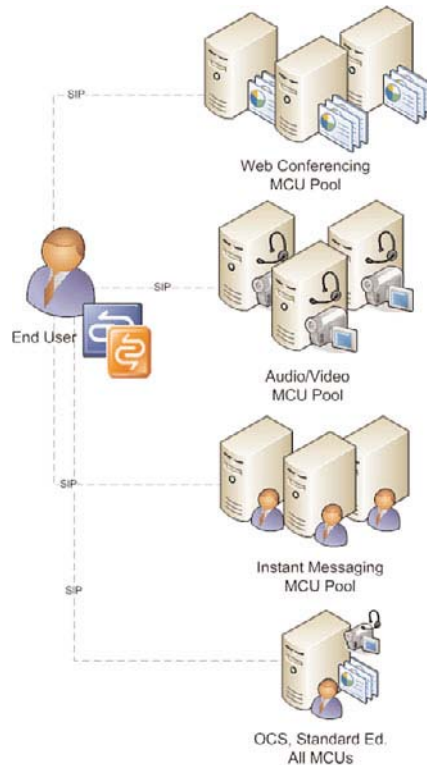 SIP
Web Conferencing
MCU Pool
SIP
End User
Audio/Video
MCU Pool
SIP
Instant Messaging
MCU Pool
SIP
OCS, Standard Ed.
All MCUs